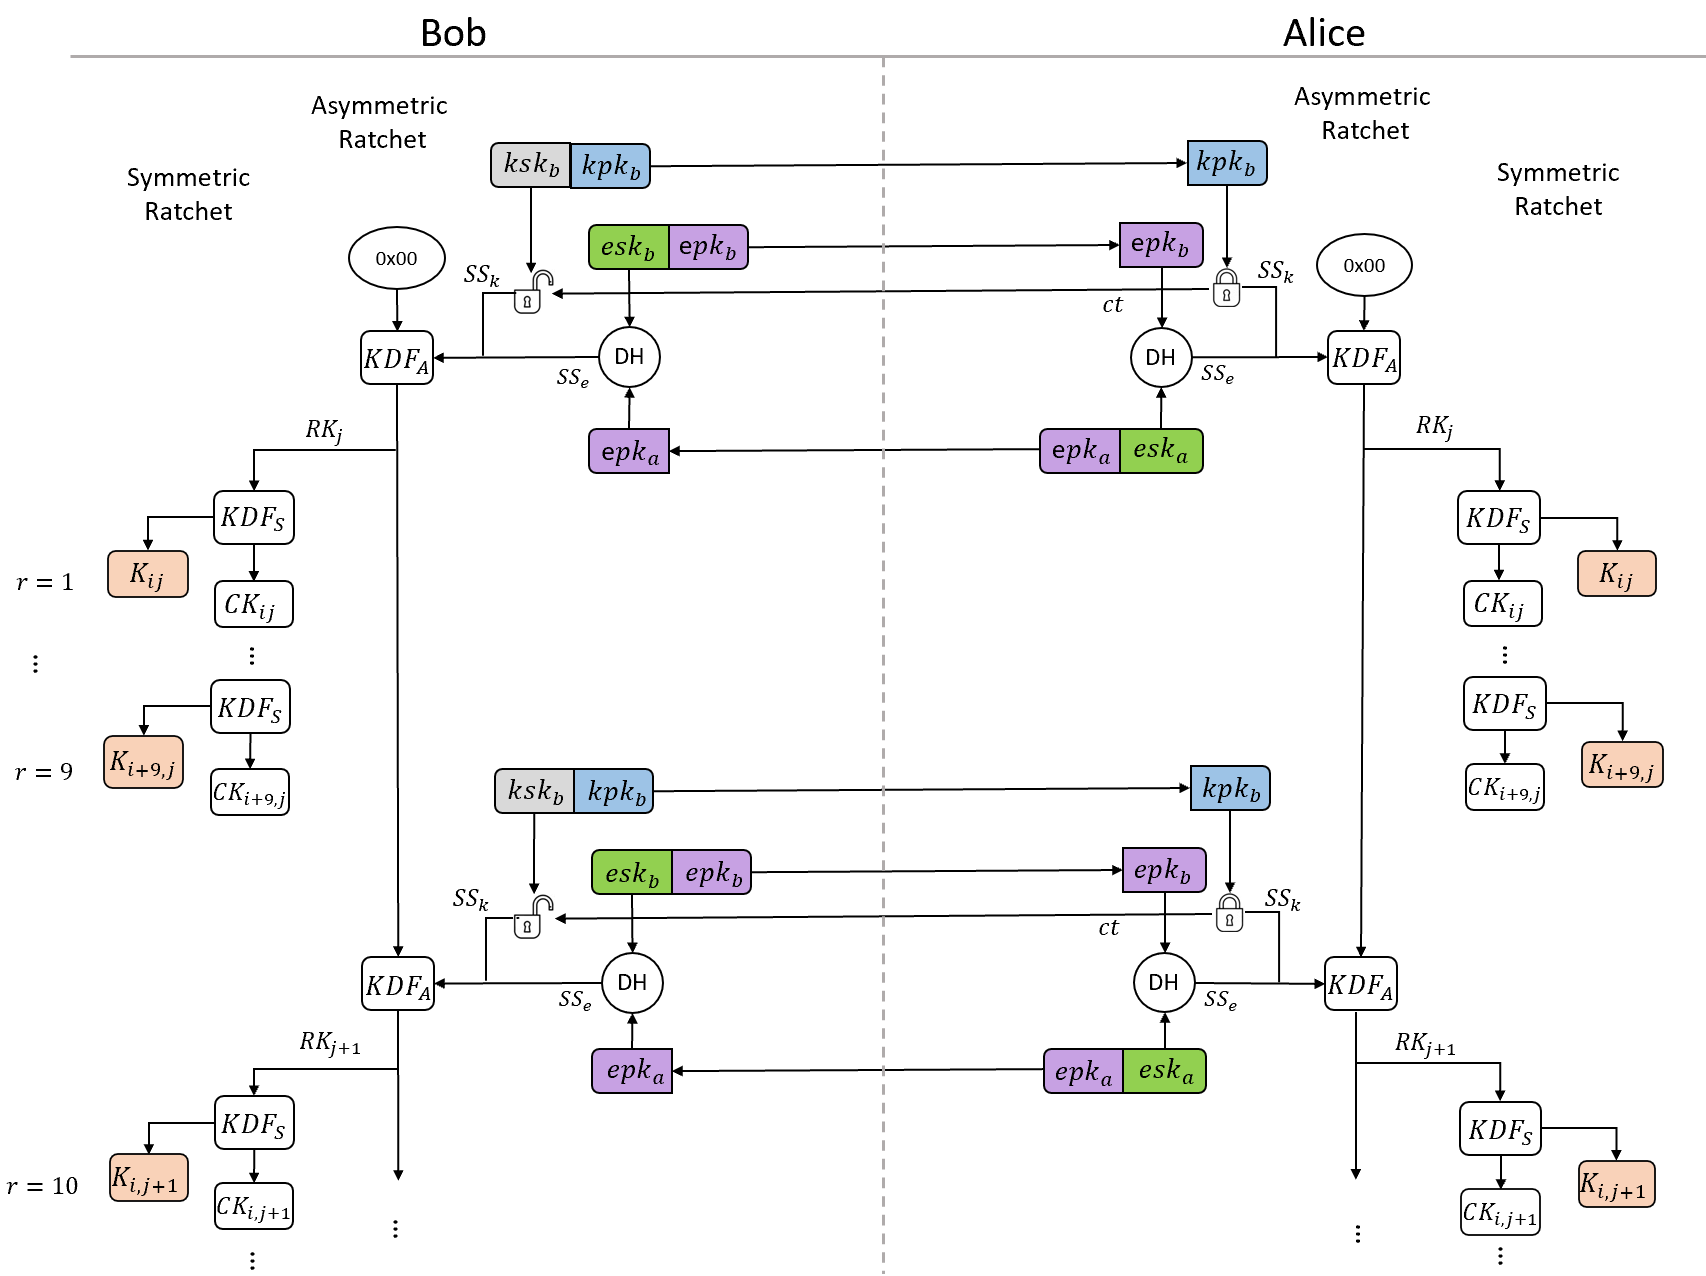 Bob Alice
Asymmetric
Ratchet
Asymmetric
Ratchet
Symmetric
Ratchet
Symmetric
Ratchet
ksk_b kpk_b kpk_b
esk_b epk_b epk_b
0x00 SS_k SS_k 0x00
ct
KDF_A DH DH KDF_A
SS_e SS_e
RK_j RK_j
epk_a epk_a esk_a
KDF_S KDF_S
r = 1 K_{ij} K_{ij}
CK_{ij} CK_{ij}
⋮ ⋮ ⋮
KDF_S KDF_S
r = 9 K_{i+9,j} K_{i+9,j}
CK_{i+9,j} CK_{i+9,j}
ksk_b kpk_b kpk_b
esk_b epk_b epk_b
SS_k SS_k
ct
KDF_A DH DH KDF_A
SS_e SS_e
RK_{j+1} RK_{j+1}
epk_a epk_a esk_a
KDF_S KDF_S
r = 10 K_{i,j+1} K_{i,j+1}
CK_{i,j+1} CK_{i,j+1}
⋮ ⋮ ⋮ ⋮